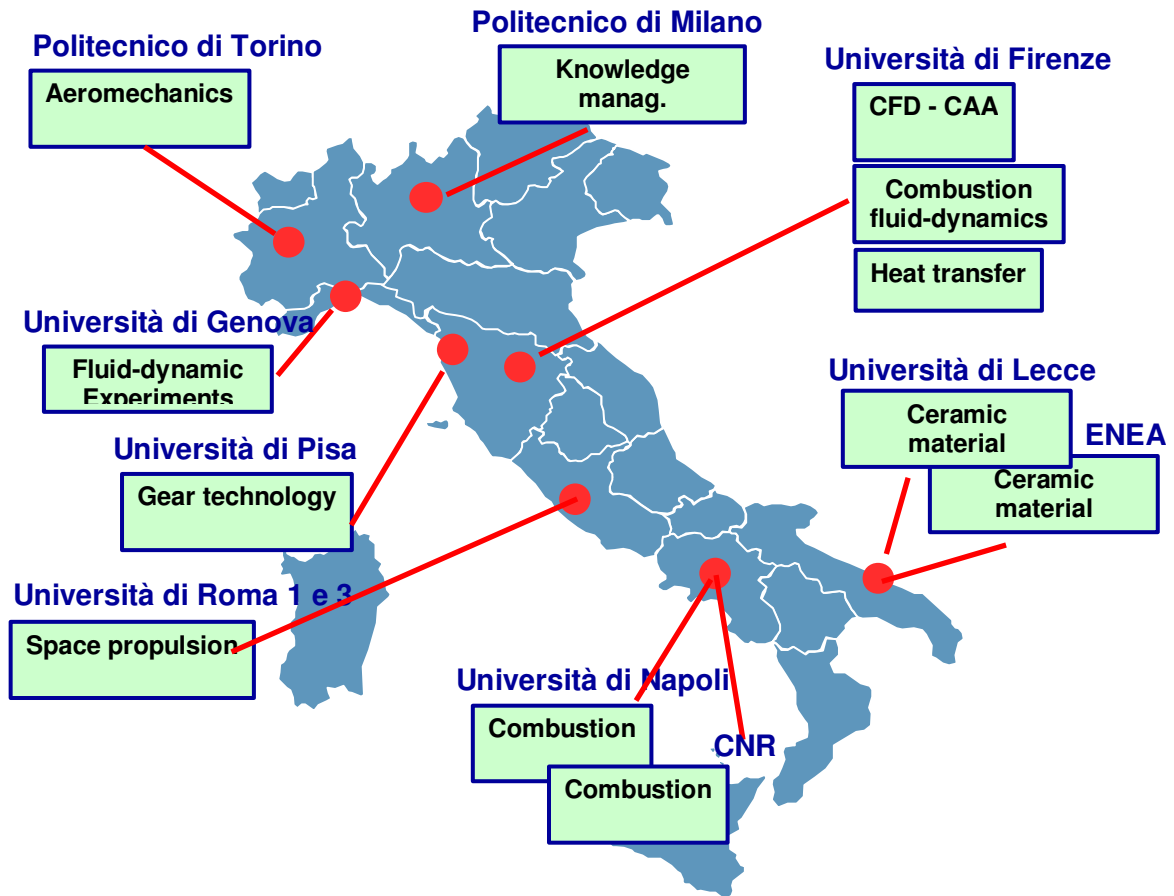 Politecnico di Torino
Aeromechanics
Politecnico di Milano
Knowledge
manag.
Università di Firenze
CFD - CAA
Combustion
fluid-dynamics
Heat transfer
Università di Genova
Fluid-dynamic
Experiments
Università di Pisa
Gear technology
Università di Roma 1 e 3
Space propulsion
Università di Lecce
Ceramic
material
ENEA
Ceramic
material
Università di Napoli
Combustion
CNR
Combustion